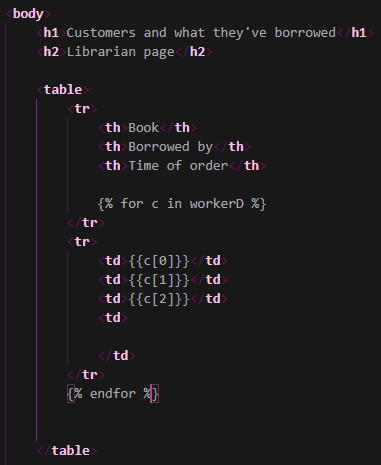 <body>
<h1>Customers and what they've borrowed</h1>
<h2>Librarian page</h2>
<table>
<tr>
<th>Book</th>
<th>Borrowed by</th>
<th>Time of order</th>
{% for c in workerD %}
</tr>
<tr>
<td>{{c[0]}}</td>
<td>{{c[1]}}</td>
<td>{{c[2]}}</td>
<td>
</td>
</tr>
{% endfor %}
</table>